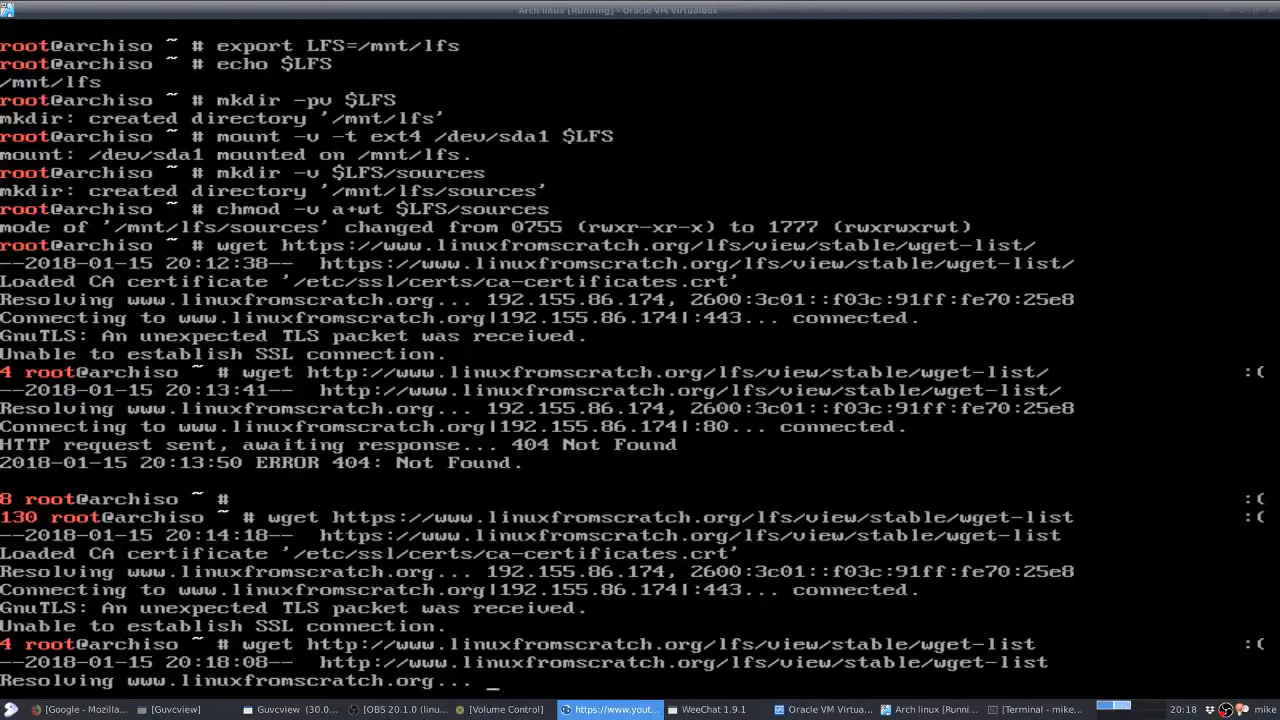 Arch linux [Running] - Oracle VM VirtualBox
root@archiso ~ # export LFS=/mnt/lfs
root@archiso ~ # echo $LFS
/mnt/lfs
root@archiso ~ # mkdir -pv $LFS
mkdir: created directory '/mnt/lfs'
root@archiso ~ # mount -v -t ext4 /dev/sda1 $LFS
mount: /dev/sda1 mounted on /mnt/lfs.
root@archiso ~ # mkdir -v $LFS/sources
mkdir: created directory '/mnt/lfs/sources'
root@archiso ~ # chmod -v a+wt $LFS/sources
mode of '/mnt/lfs/sources' changed from 0755 (rwxr-xr-x) to 1777 (rwxrwxrwt)
root@archiso ~ # wget https://www.linuxfromscratch.org/lfs/view/stable/wget-list/
--2018-01-15 20:12:38--  https://www.linuxfromscratch.org/lfs/view/stable/wget-list/
Loaded CA certificate '/etc/ssl/certs/ca-certificates.crt'
Resolving www.linuxfromscratch.org... 192.155.86.174, 2600:3c01::f03c:91ff:fe70:25e8
Connecting to www.linuxfromscratch.org|192.155.86.174|:443... connected.
GnuTLS: An unexpected TLS packet was received.
Unable to establish SSL connection.
4 root@archiso ~ # wget http://www.linuxfromscratch.org/lfs/view/stable/wget-list/ :(
--2018-01-15 20:13:41--  http://www.linuxfromscratch.org/lfs/view/stable/wget-list/
Resolving www.linuxfromscratch.org... 192.155.86.174, 2600:3c01::f03c:91ff:fe70:25e8
Connecting to www.linuxfromscratch.org|192.155.86.174|:80... connected.
HTTP request sent, awaiting response... 404 Not Found
2018-01-15 20:13:50 ERROR 404: Not Found.
8 root@archiso ~ # :(
130 root@archiso ~ # wget https://www.linuxfromscratch.org/lfs/view/stable/wget-list :(
--2018-01-15 20:14:18--  https://www.linuxfromscratch.org/lfs/view/stable/wget-list
Loaded CA certificate '/etc/ssl/certs/ca-certificates.crt'
Resolving www.linuxfromscratch.org... 192.155.86.174, 2600:3c01::f03c:91ff:fe70:25e8
Connecting to www.linuxfromscratch.org|192.155.86.174|:443... connected.
GnuTLS: An unexpected TLS packet was received.
Unable to establish SSL connection.
4 root@archiso ~ # wget http://www.linuxfromscratch.org/lfs/view/stable/wget-list :(
--2018-01-15 20:18:08--  http://www.linuxfromscratch.org/lfs/view/stable/wget-list
Resolving www.linuxfromscratch.org... _
[Google - Mozilla... [Guvcview] Guvcview (30.0... [OBS 20.1.0 (linux... [Volume Control] https://www.yout... WeeChat 1.9.1 Oracle VM Virtua... Arch linux [Runni... [Terminal - mike... 20:18 mike